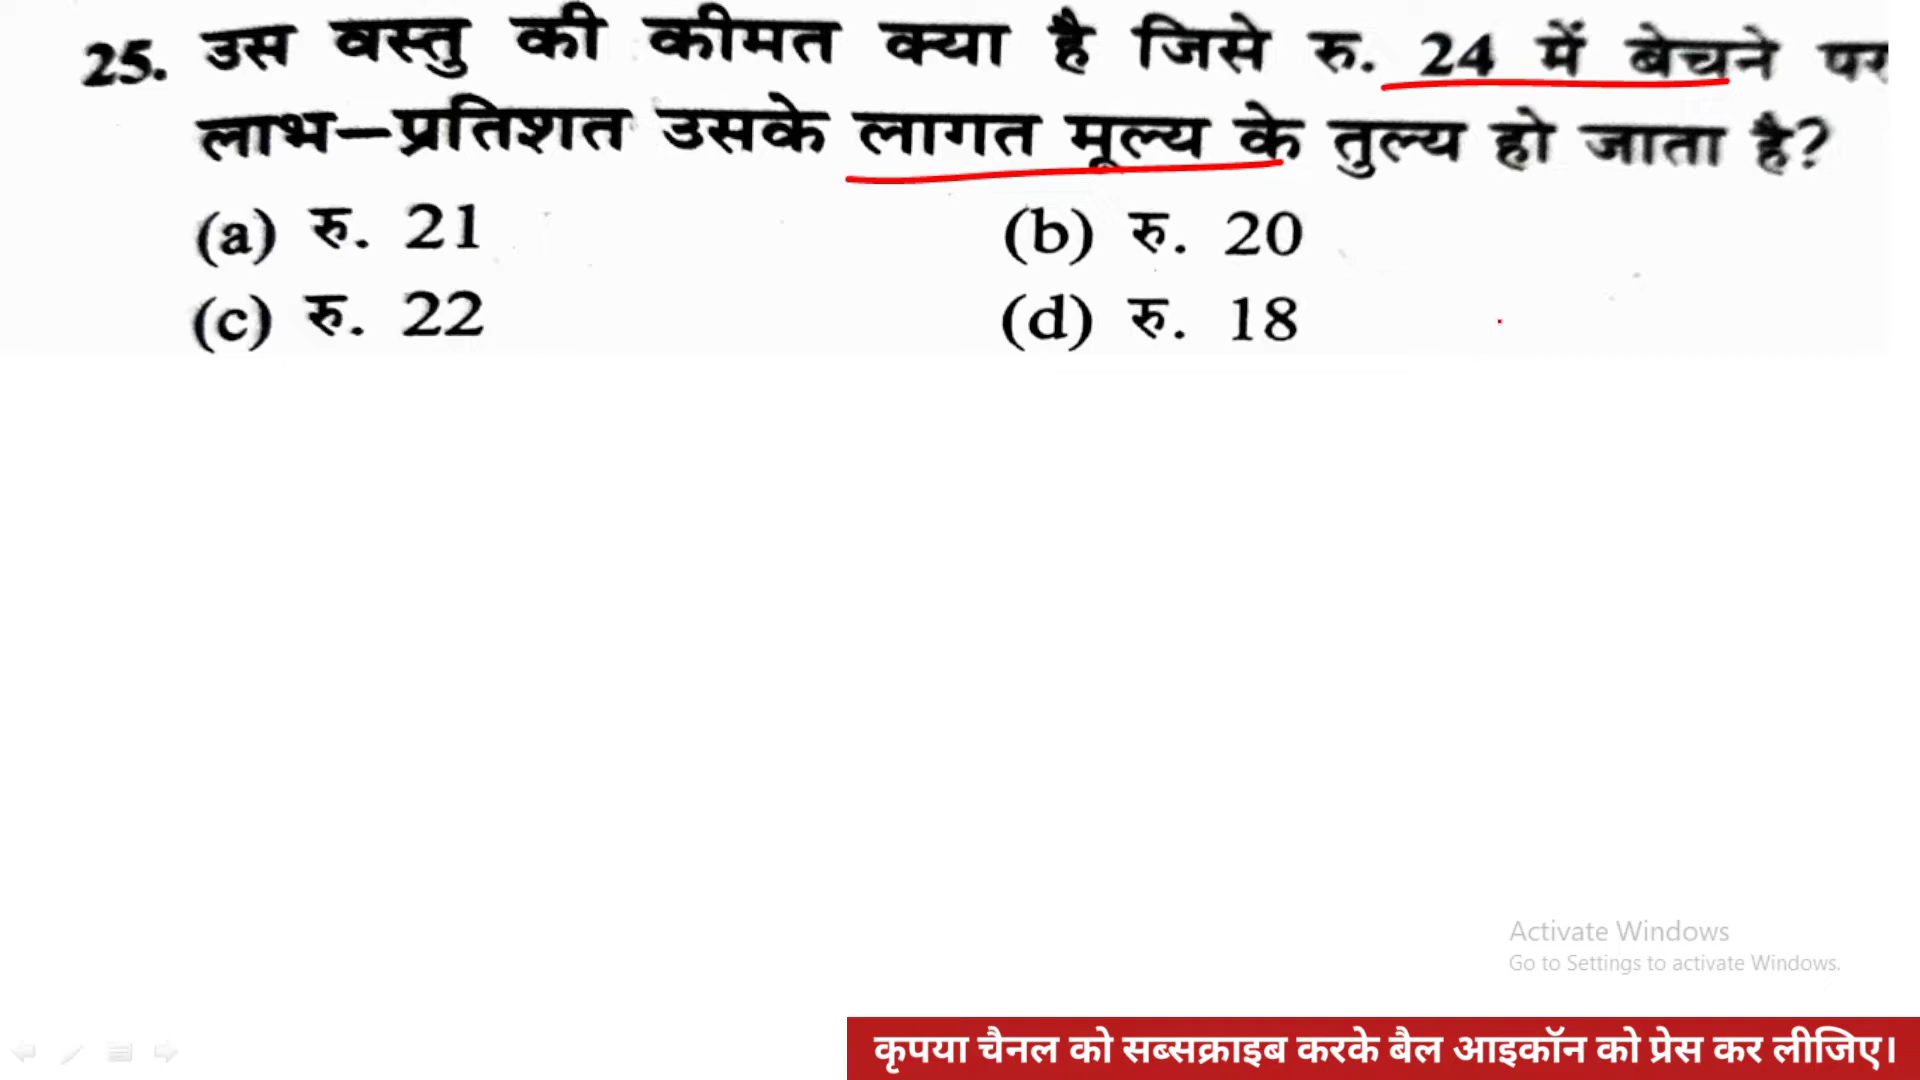 25. उस वस्तु की कीमत क्या है जिसे रु. 24 में बेचने पर
लाभ–प्रतिशत उसके लागत मूल्य के तुल्य हो जाता है?
(a) रु. 21 (b) रु. 20
(c) रु. 22 (d) रु. 18
Activate Windows
Go to Settings to activate Windows.
कृपया चैनल को सब्सक्राइब करके बैल आइकॉन को प्रेस कर लीजिए।